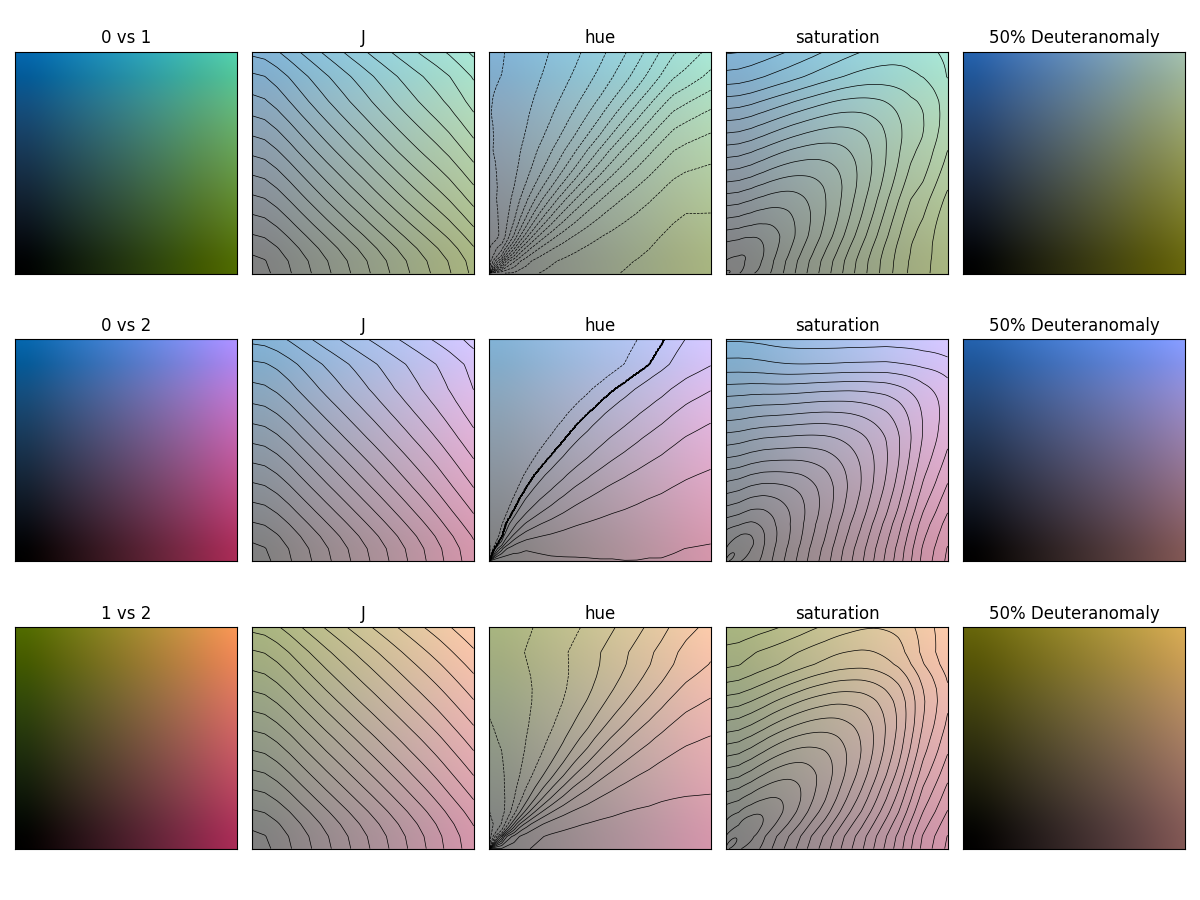 0 vs 1 J hue saturation 50% Deuteranomaly
0 vs 2 J hue saturation 50% Deuteranomaly
1 vs 2 J hue saturation 50% Deuteranomaly